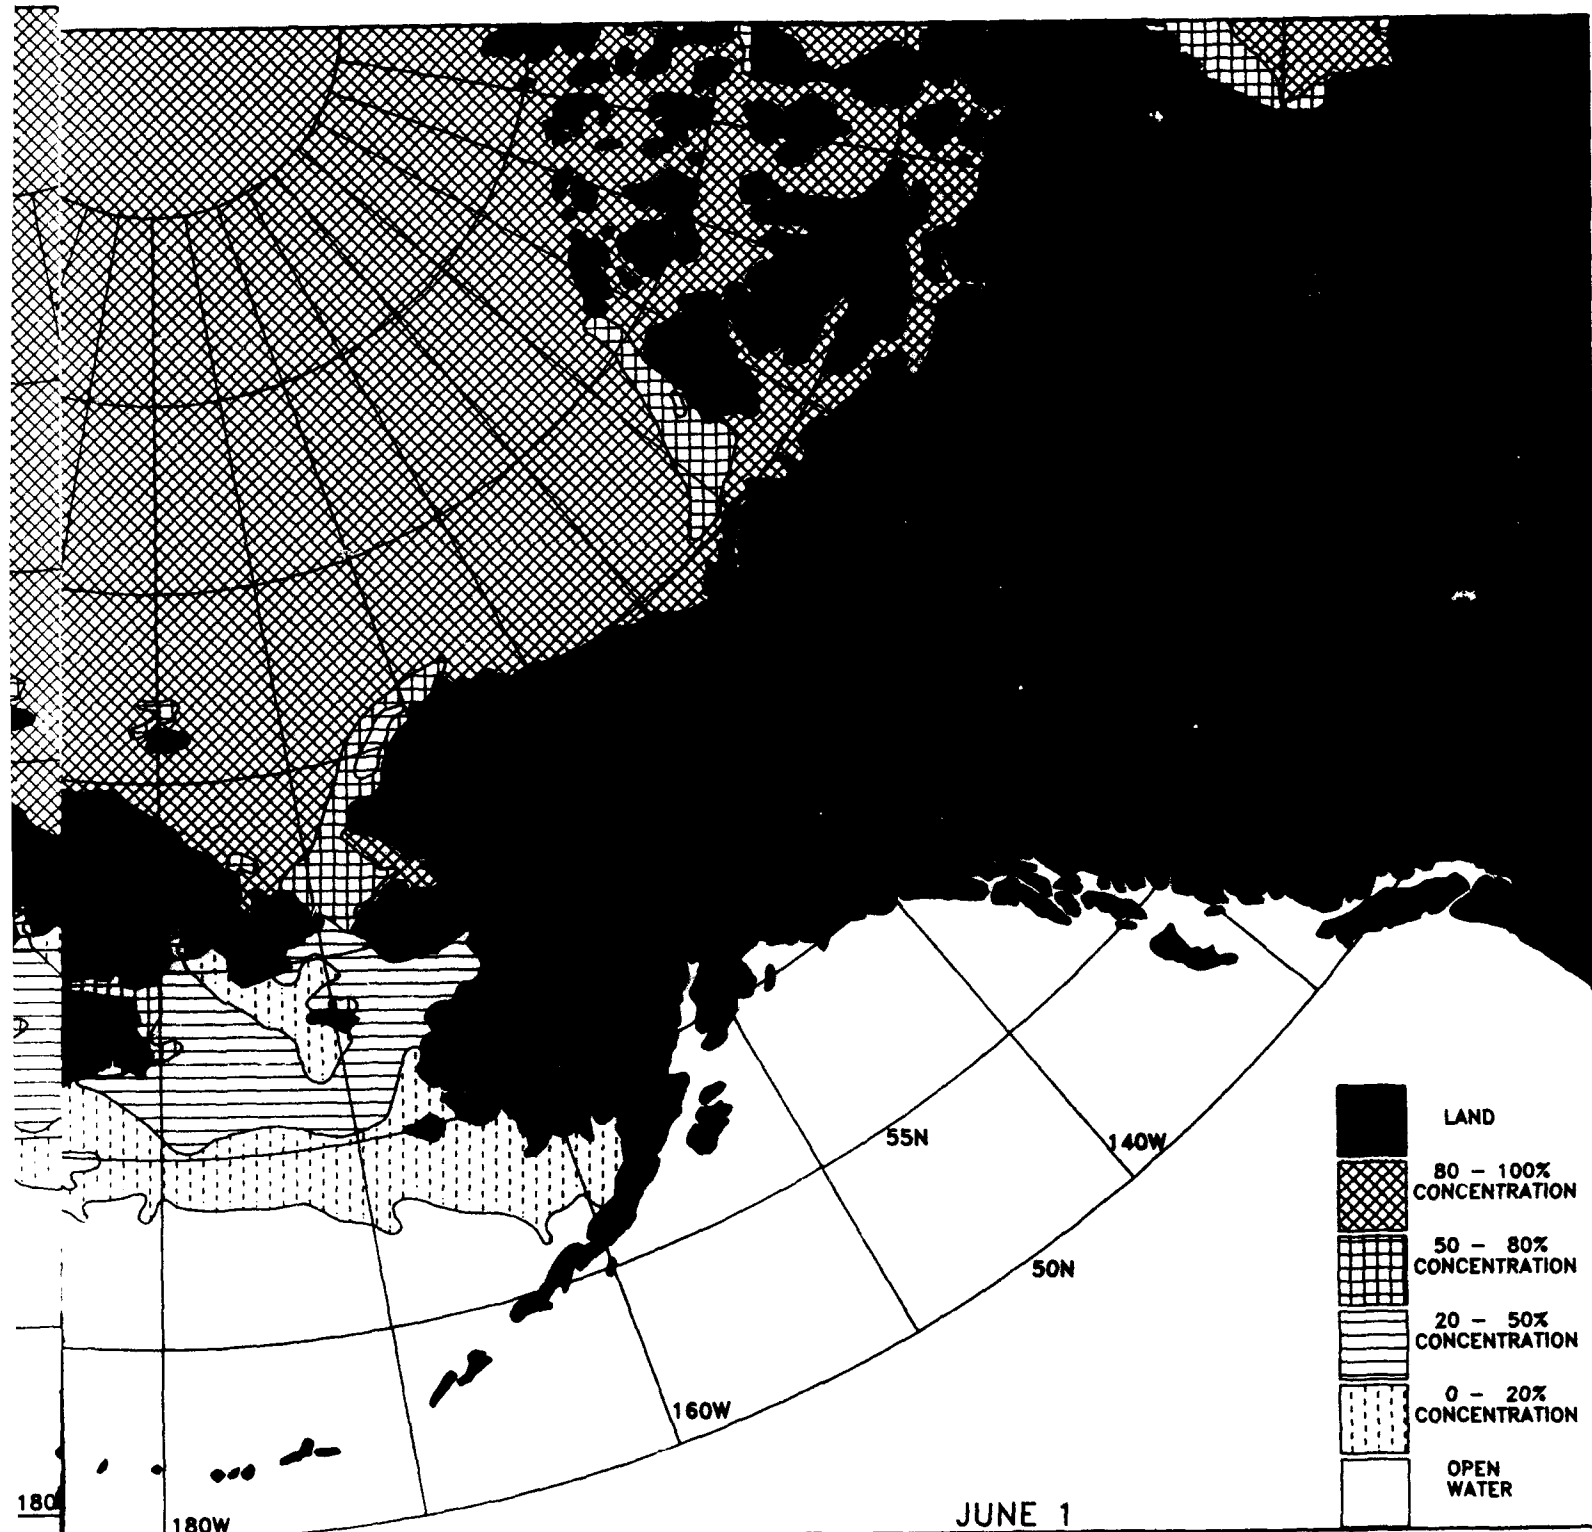 LAND
80 - 100%
CONCENTRATION
50 - 80%
CONCENTRATION
20 - 50%
CONCENTRATION
0 - 20%
CONCENTRATION
OPEN
WATER
55N
140W
50N
160W
180
180W
JUNE 1